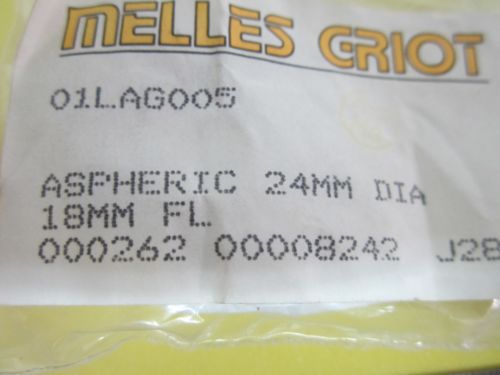 MELLES GRIOT
01LAG005
ASPHERIC 24MM DIA
18MM FL
000262 00008242 J28